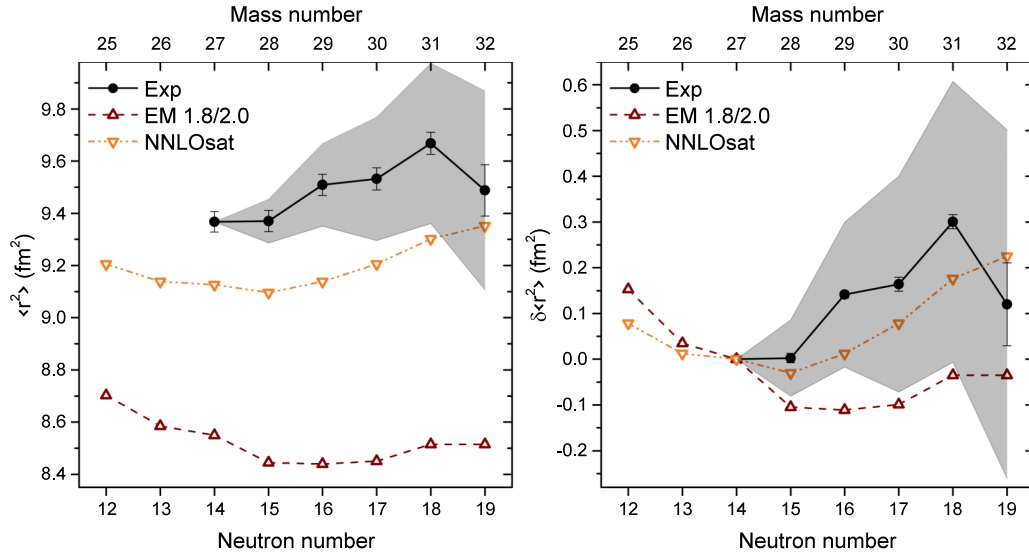 Mass number
25 26 27 28 29 30 31 32
Exp
EM 1.8/2.0
NNLOsat
<r²> (fm²)
9.8
9.6
9.4
9.2
9.0
8.8
8.6
8.4
12 13 14 15 16 17 18 19
Neutron number
Mass number
25 26 27 28 29 30 31 32
Exp
EM 1.8/2.0
NNLOsat
δ<r²> (fm²)
0.6
0.5
0.4
0.3
0.2
0.1
0.0
-0.1
-0.2
12 13 14 15 16 17 18 19
Neutron number